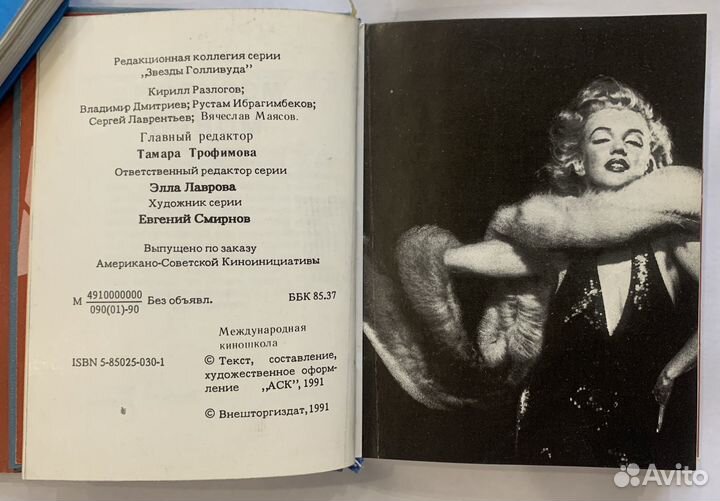 Редакционная коллегия серии
„Звезды Голливуда"
Кирилл Разлогов;
Владимир Дмитриев; Рустам Ибрагимбеков;
Сергей Лаврентьев; Вячеслав Маясов.
Главный редактор
Тамара Трофимова
Ответственный редактор серии
Элла Лаврова
Художник серии
Евгений Смирнов
Выпущено по заказу
Американо-Советской Киноинициативы
М 4910000000
090(01)-90 Без объявл. ББК 85.37
Международная
киношкола
ISBN 5-85025-030-1
© Текст, составление,
художественное оформ-
ление „АСК", 1991
© Внешторгиздат, 1991
Avito